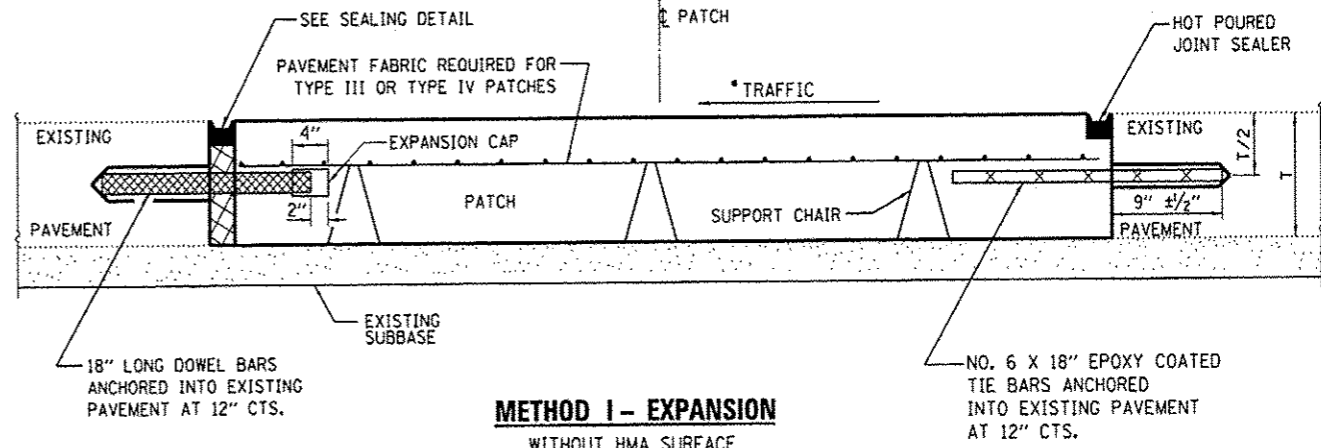 SEE SEALING DETAIL
℄ PATCH
HOT POURED
JOINT SEALER
PAVEMENT FABRIC REQUIRED FOR
TYPE III OR TYPE IV PATCHES
*TRAFFIC
EXISTING
4"
EXPANSION CAP
EXISTING
T/2
T
2"
PATCH
SUPPORT CHAIR
9" ±1/2"
PAVEMENT
PAVEMENT
EXISTING
SUBBASE
18" LONG DOWEL BARS
ANCHORED INTO EXISTING
PAVEMENT AT 12" CTS.
NO. 6 X 18" EPOXY COATED
TIE BARS ANCHORED
INTO EXISTING PAVEMENT
AT 12" CTS.
METHOD I - EXPANSION
WITHOUT HMA SURFACE